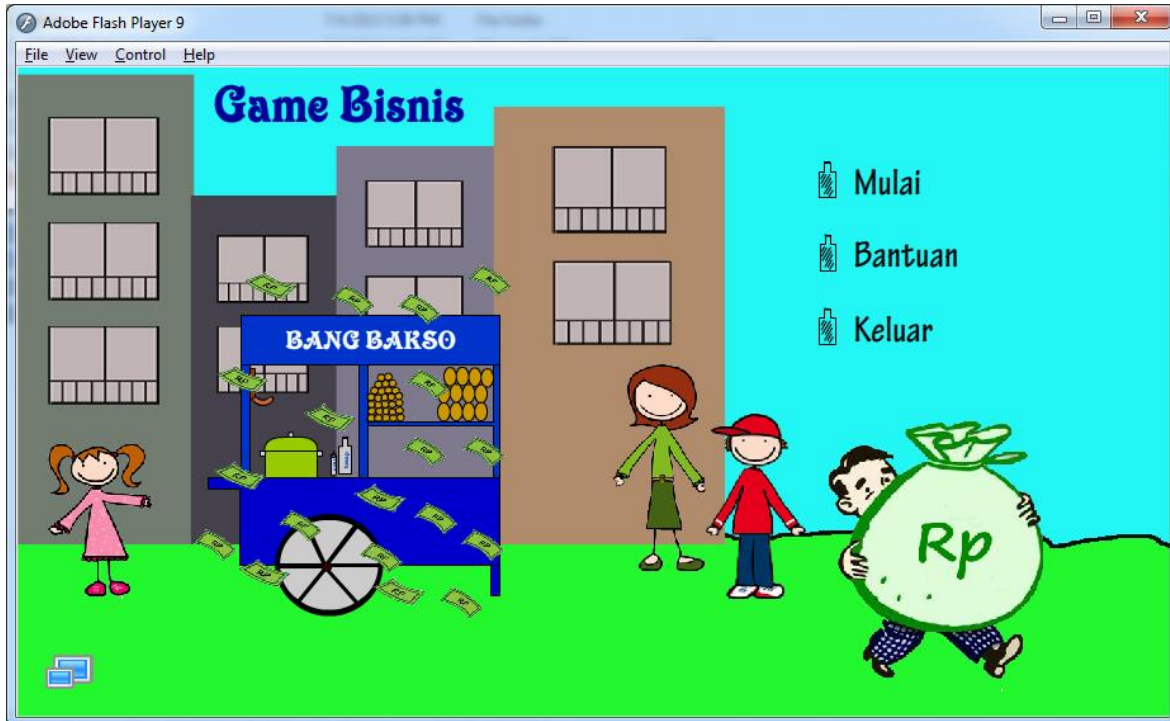 Adobe Flash Player 9
File View Control Help
Game Bisnis
Mulai
Bantuan
Keluar
BANG BAKSO
Rp